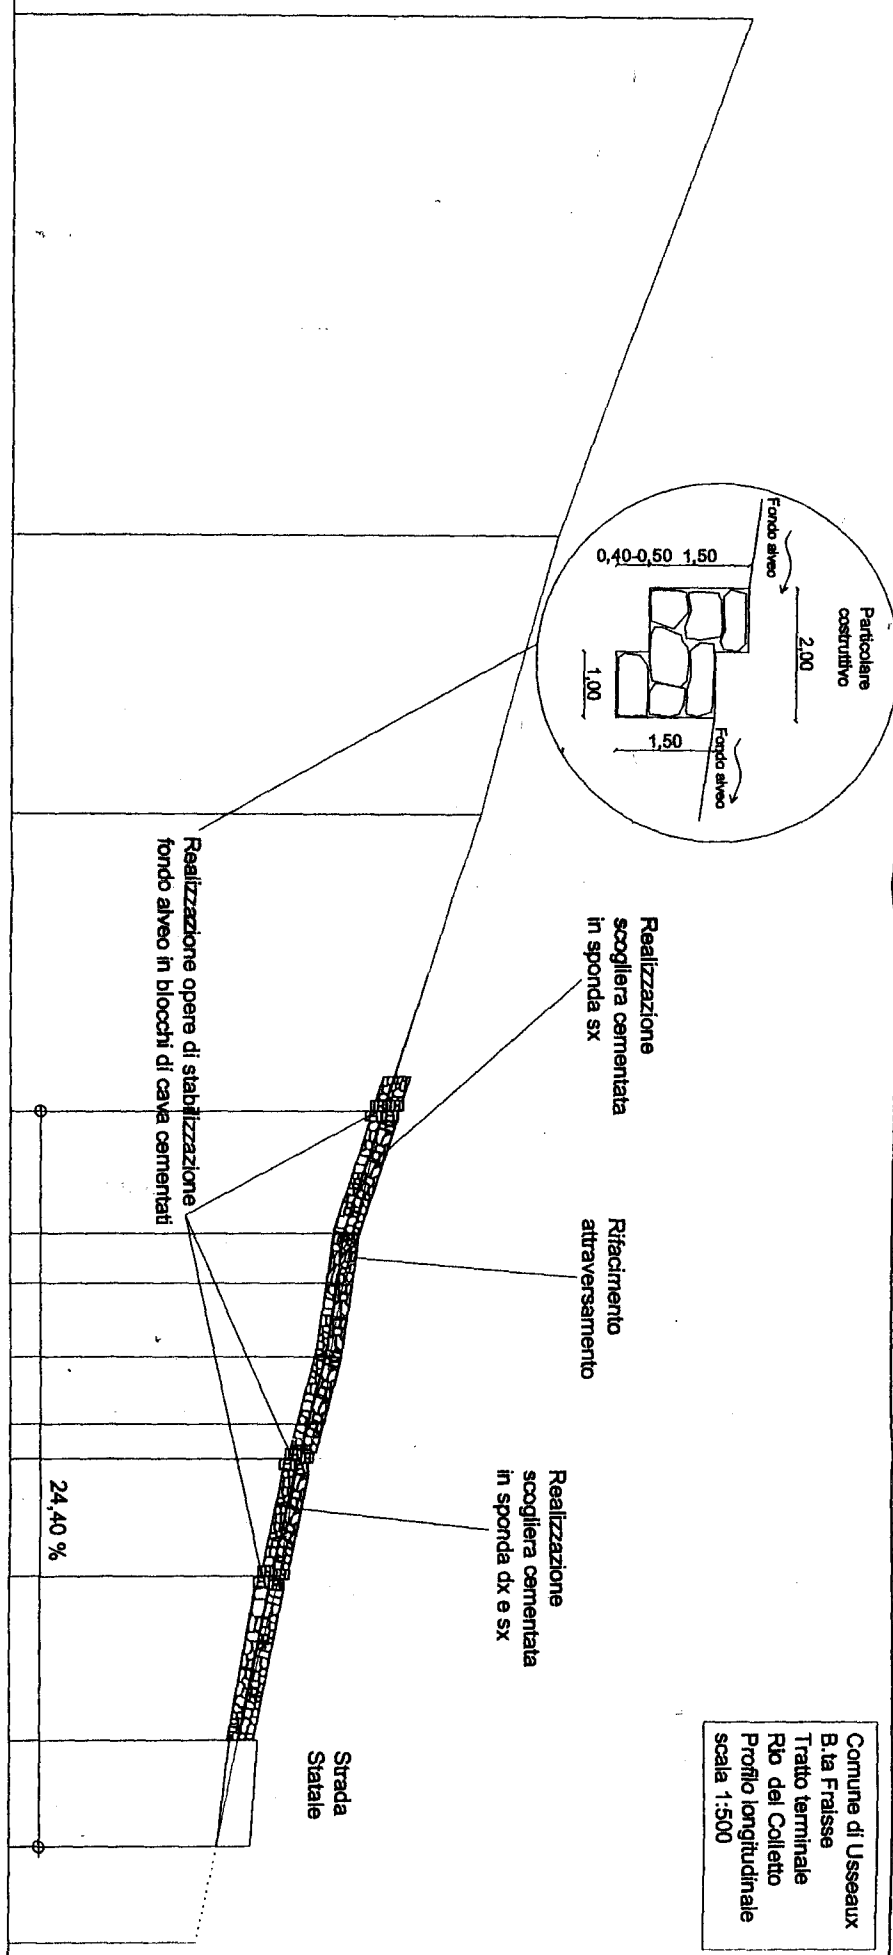 Comune di Usseaux
B.ta Fraisse
Tratto terminale
Rio del Colletto
Profilo longitudinale
scala 1:500
Particolare
costruttivo
2,00
Fondo alveo
0,40-0,50 1,50
1,00
1,50
Fondo alveo
Realizzazione
scogliera cementata
in sponda sx
Rifacimento
attraversamento
Realizzazione
scogliera cementata
in sponda dx e sx
Strada
Statale
Realizzazione opere di stabilizzazione
fondo alveo in blocchi di cava cementati
24,40 %